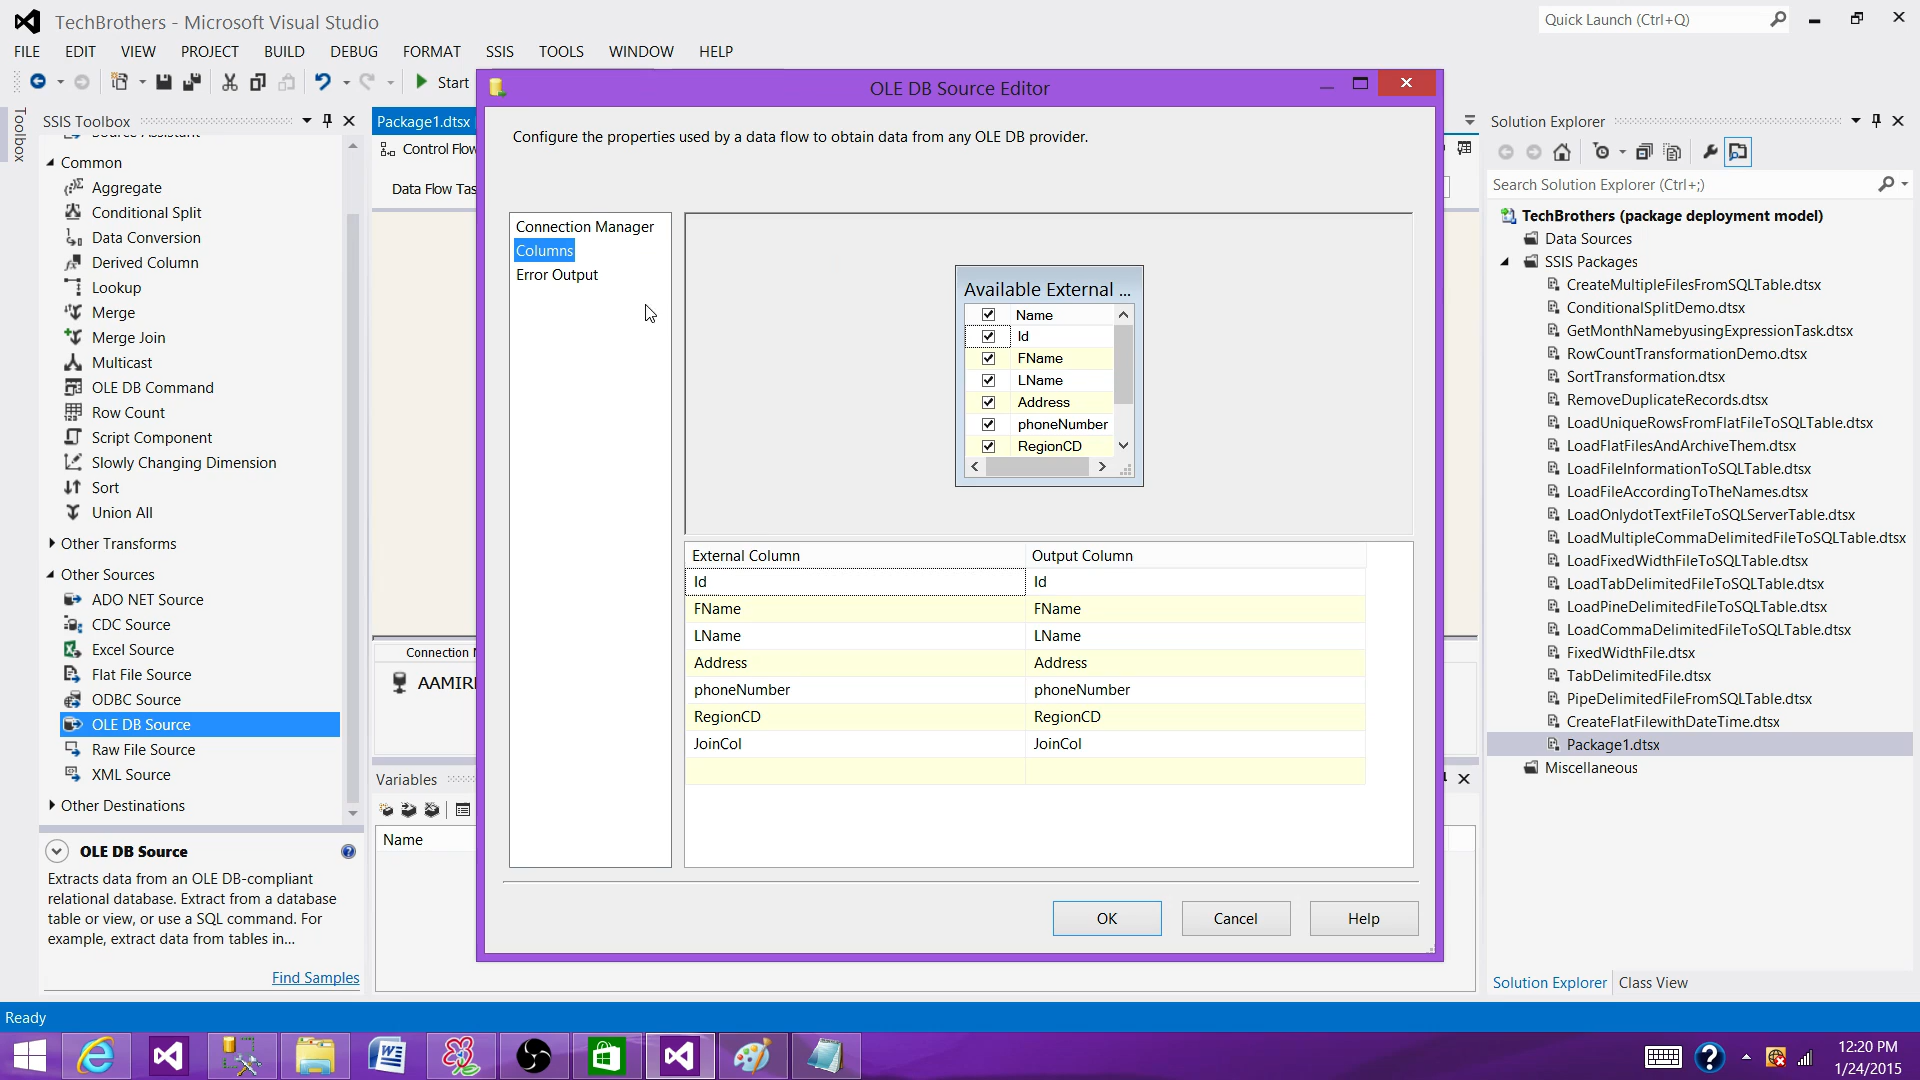 TechBrothers - Microsoft Visual Studio
Quick Launch (Ctrl+Q)
FILE EDIT VIEW PROJECT BUILD DEBUG FORMAT SSIS TOOLS WINDOW HELP
Start
Toolbox
SSIS Toolbox
Source Assistant
Common
Aggregate
Conditional Split
Data Conversion
Derived Column
Lookup
Merge
Merge Join
Multicast
OLE DB Command
Row Count
Script Component
Slowly Changing Dimension
Sort
Union All
Other Transforms
Other Sources
ADO NET Source
CDC Source
Excel Source
Flat File Source
ODBC Source
OLE DB Source
Raw File Source
XML Source
Other Destinations
OLE DB Source
Extracts data from an OLE DB-compliant
relational database. Extract from a database
table or view, or use a SQL command. For
example, extract data from tables in...
Find Samples
Package1.dtsx
Control Flow
Data Flow Tas
Connection
AAMIR
Variables
Name
OLE DB Source Editor
Configure the properties used by a data flow to obtain data from any OLE DB provider.
Connection Manager
Columns
Error Output
Available External ...
Name
Id
FName
LName
Address
phoneNumber
RegionCD
External Column Output Column
Id Id
FName FName
LName LName
Address Address
phoneNumber phoneNumber
RegionCD RegionCD
JoinCol JoinCol
OK Cancel Help
Solution Explorer
Search Solution Explorer (Ctrl+;)
TechBrothers (package deployment model)
Data Sources
SSIS Packages
CreateMultipleFilesFromSQLTable.dtsx
ConditionalSplitDemo.dtsx
GetMonthNamebyusingExpressionTask.dtsx
RowCountTransformationDemo.dtsx
SortTransformation.dtsx
RemoveDuplicateRecords.dtsx
LoadUniqueRowsFromFlatFileToSQLTable.dtsx
LoadFlatFilesAndArchiveThem.dtsx
LoadFileInformationToSQLTable.dtsx
LoadFileAccordingToTheNames.dtsx
LoadOnlydotTextFileToSQLServerTable.dtsx
LoadMultipleCommaDelimitedFileToSQLTable.dtsx
LoadFixedWidthFileToSQLTable.dtsx
LoadTabDelimitedFileToSQLTable.dtsx
LoadPineDelimitedFileToSQLTable.dtsx
LoadCommaDelimitedFileToSQLTable.dtsx
FixedWidthFile.dtsx
TabDelimitedFile.dtsx
PipeDelimitedFileFromSQLTable.dtsx
CreateFlatFilewithDateTime.dtsx
Package1.dtsx
Miscellaneous
Solution Explorer Class View
Ready
12:20 PM
1/24/2015